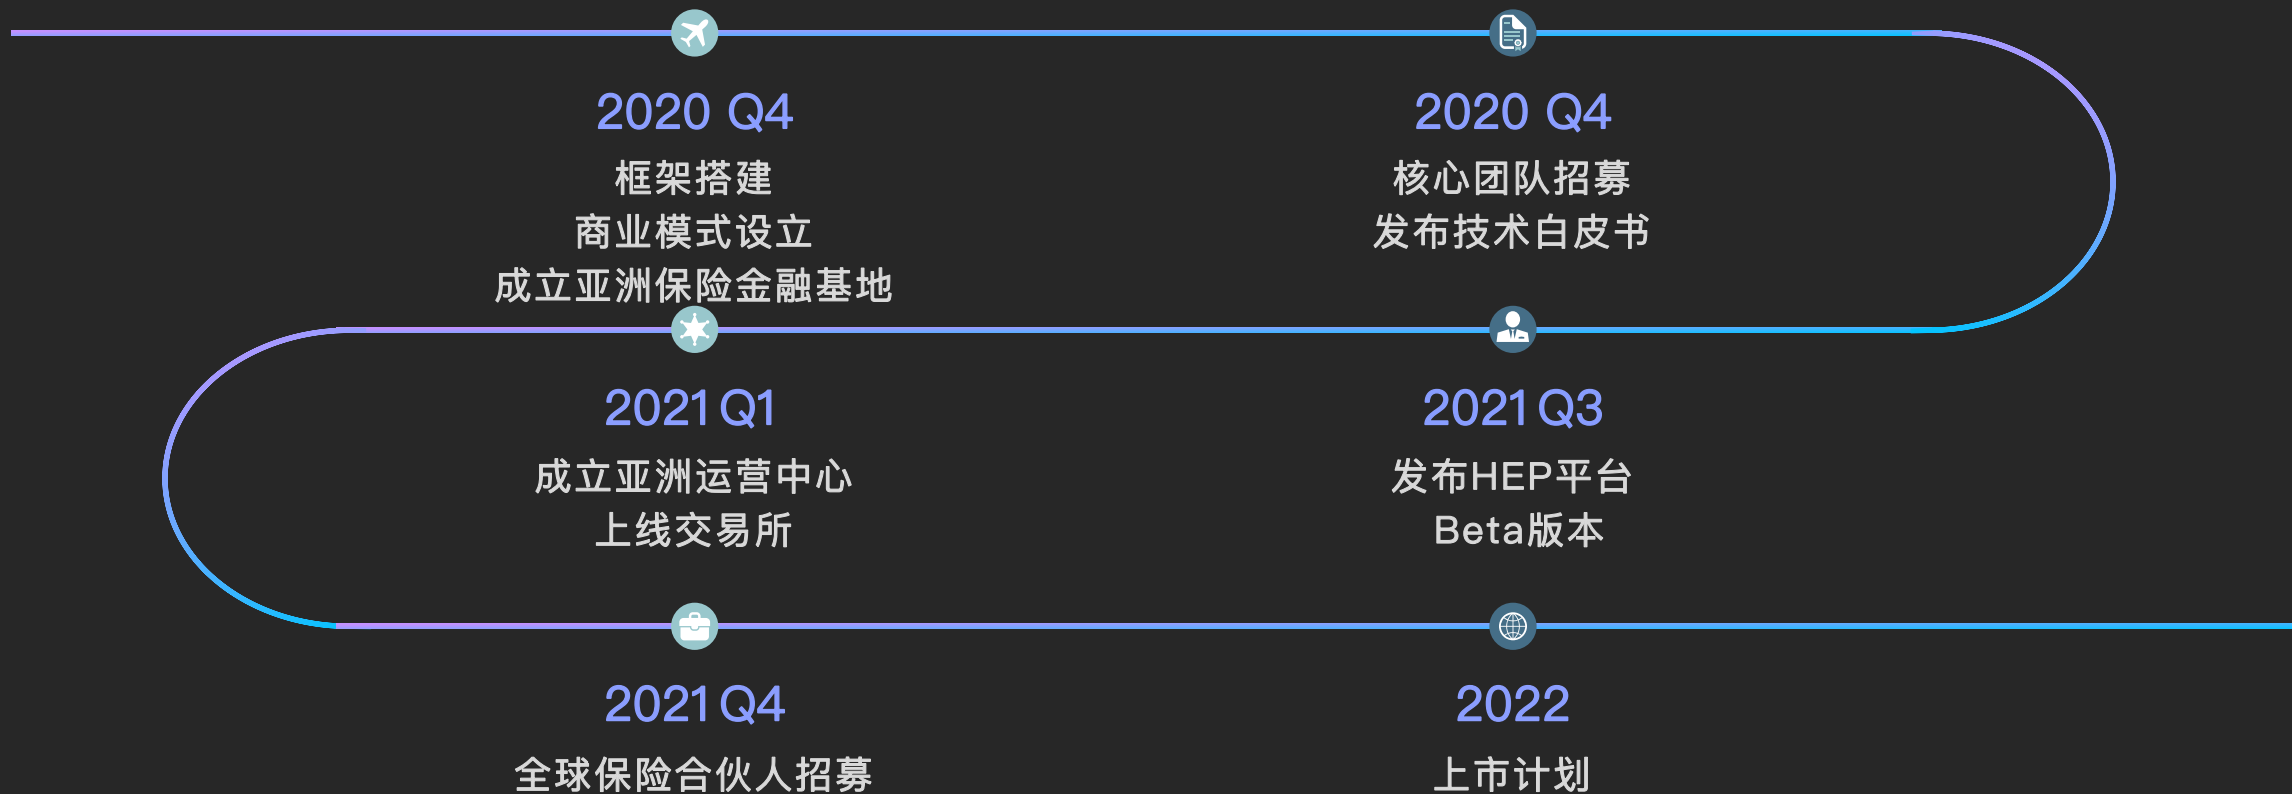 2020 Q4
框架搭建
商业模式设立
成立亚洲保险金融基地
2020 Q4
核心团队招募
发布技术白皮书
2021 Q1
成立亚洲运营中心
上线交易所
2021 Q3
发布HEP平台
Beta版本
2021 Q4
全球保险合伙人招募
2022
上市计划